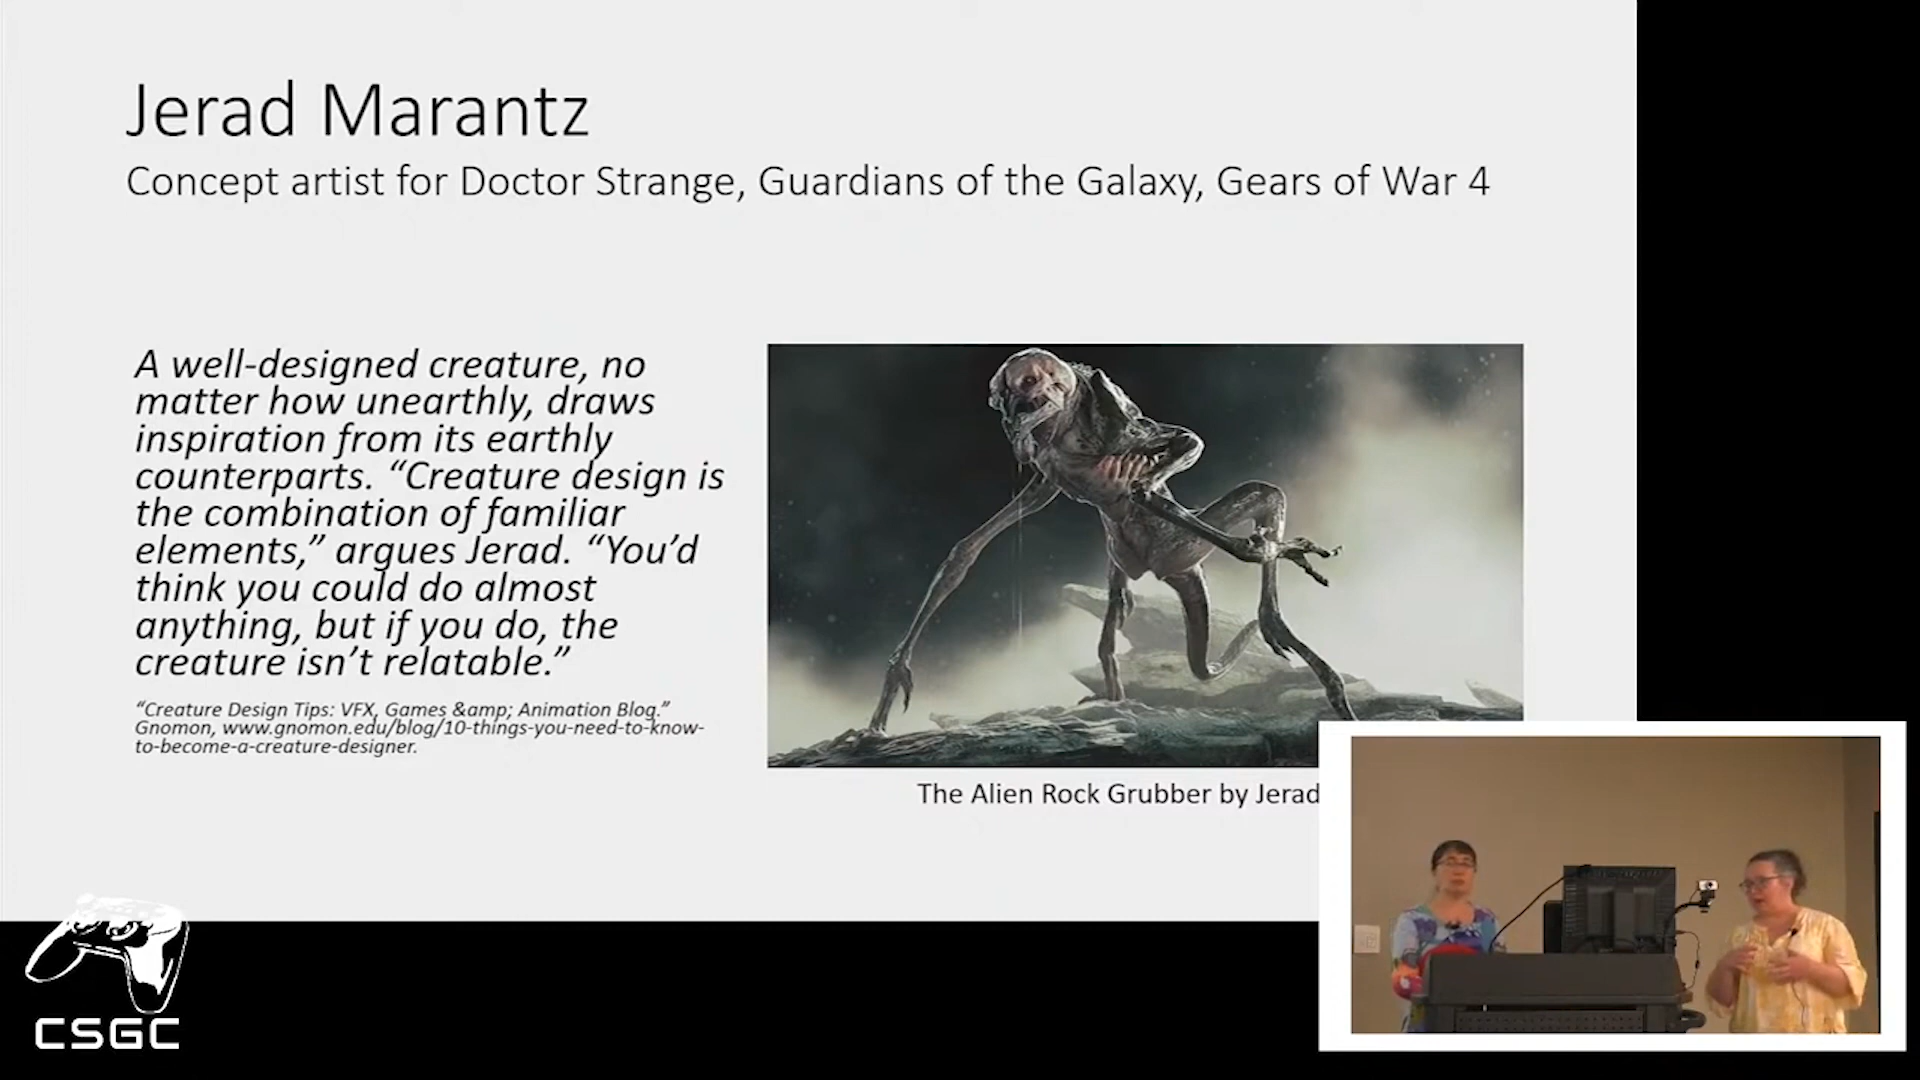 Jerad Marantz
Concept artist for Doctor Strange, Guardians of the Galaxy, Gears of War 4
A well-designed creature, no
matter how unearthly, draws
inspiration from its earthly
counterparts. “Creature design is
the combination of familiar
elements,” argues Jerad. “You’d
think you could do almost
anything, but if you do, the
creature isn’t relatable.”
“Creature Design Tips: VFX, Games &amp; Animation Blog.”
Gnomon, www.gnomon.edu/blog/10-things-you-need-to-know-
to-become-a-creature-designer.
The Alien Rock Grubber by Jerad
CSGC